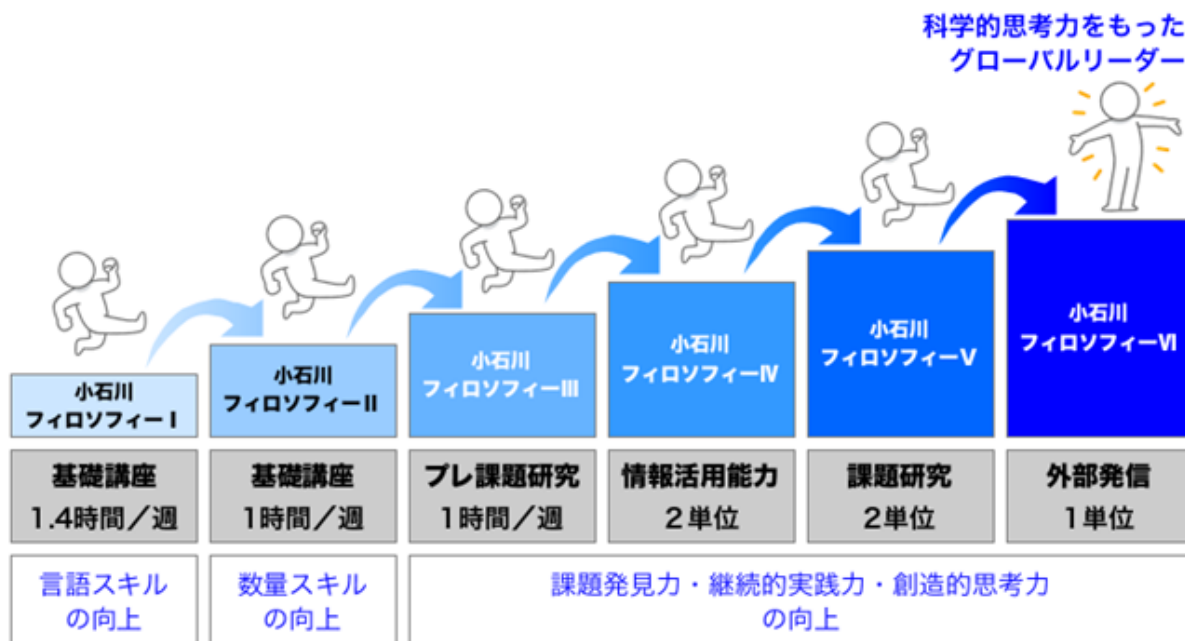 科学的思考力をもった
グローバルリーダー
小石川
フィロソフィーⅠ
小石川
フィロソフィーⅡ
小石川
フィロソフィーⅢ
小石川
フィロソフィーⅣ
小石川
フィロソフィーⅤ
小石川
フィロソフィーⅥ
基礎講座
1.4時間／週
基礎講座
1時間／週
プレ課題研究
1時間／週
情報活用能力
２単位
課題研究
２単位
外部発信
１単位
言語スキル
の向上
数量スキル
の向上
課題発見力・継続的実践力・創造的思考力
の向上